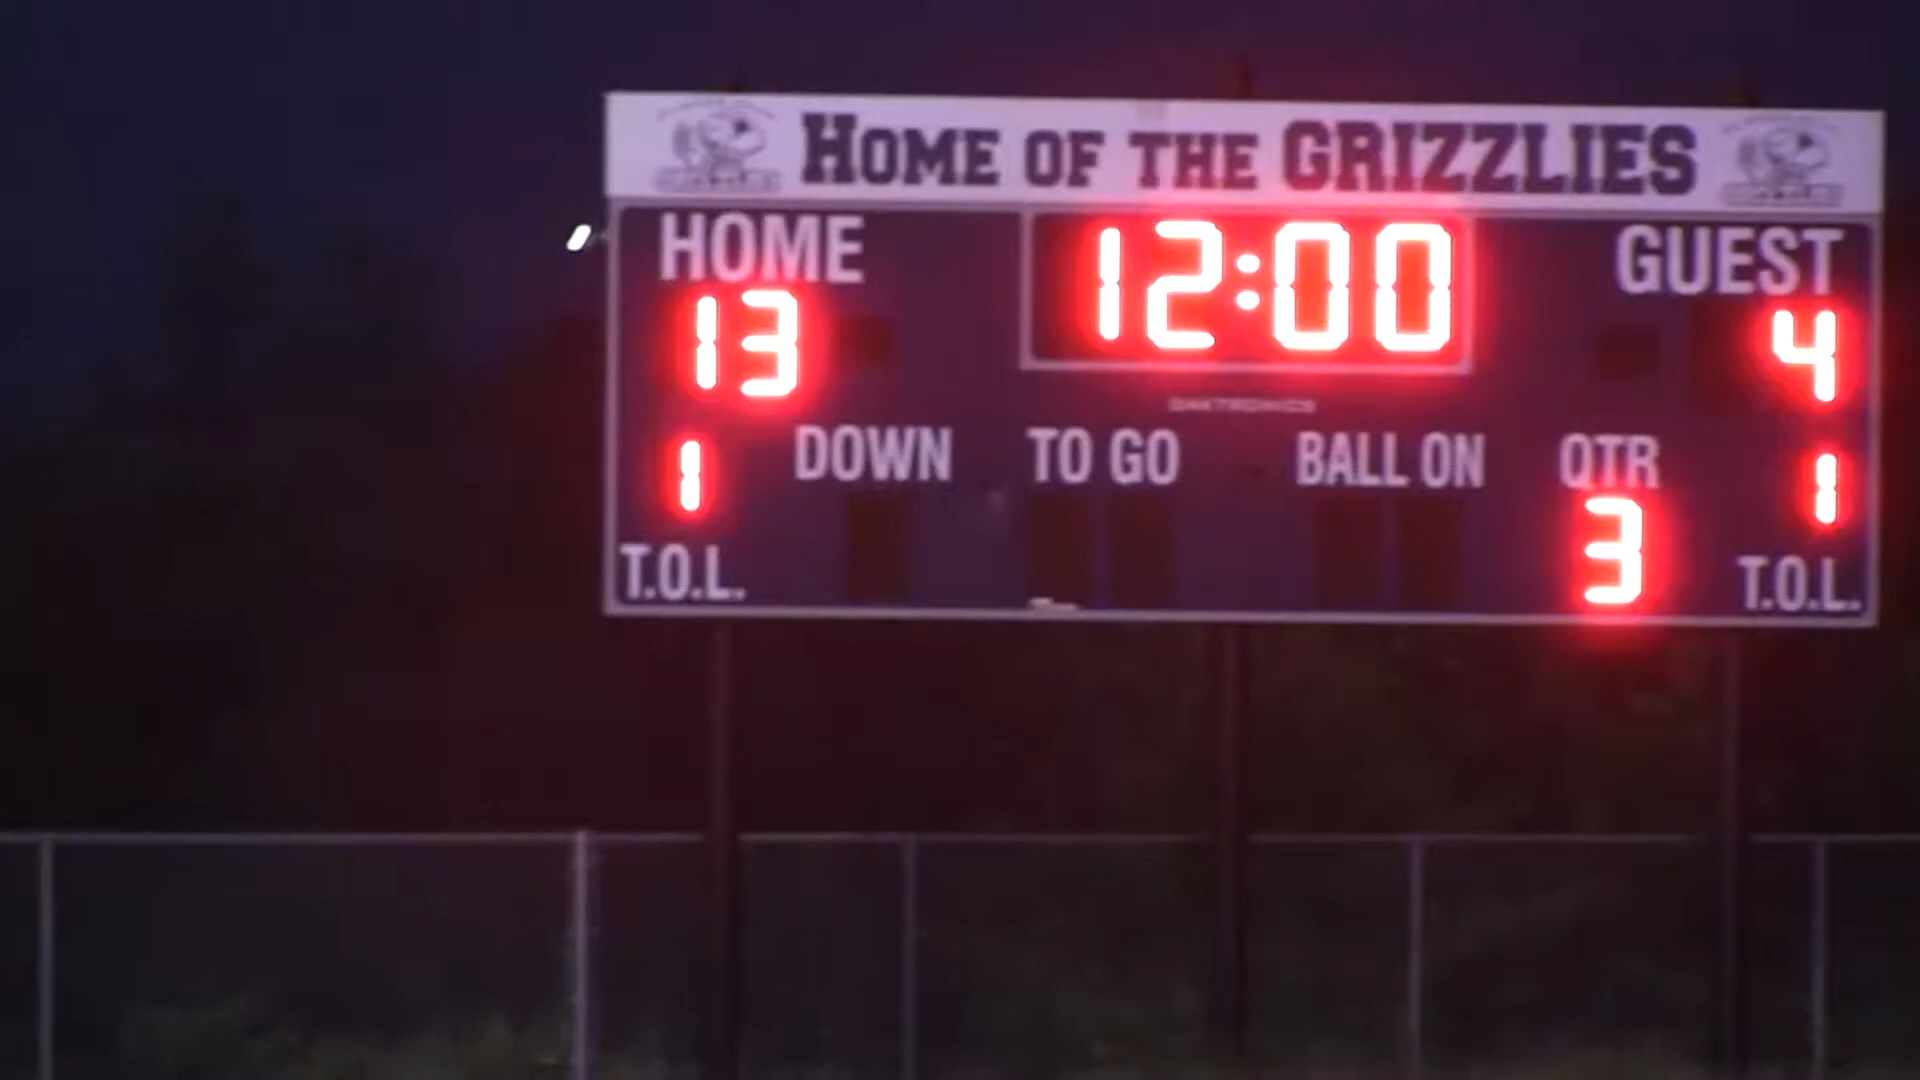 HOME OF THE GRIZZLIES
HOME 12:00 GUEST
13 4
DAKTRONICS
1 DOWN TO GO BALL ON QTR 1
3
T.O.L. T.O.L.